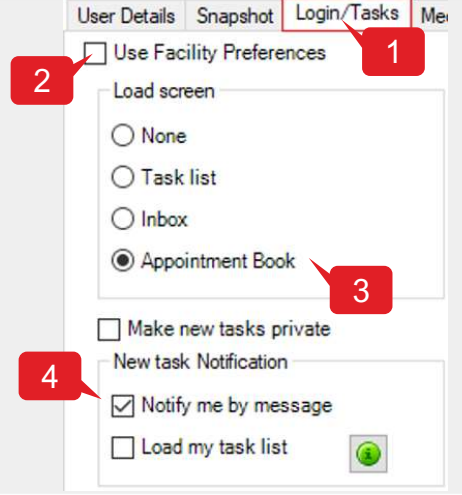 User Details Snapshot Login/Tasks
1
Use Facility Preferences
2
Load screen
None
Task list
Inbox
Appointment Book
3
Make new tasks private
New task Notification
4
Notify me by message
Load my task list